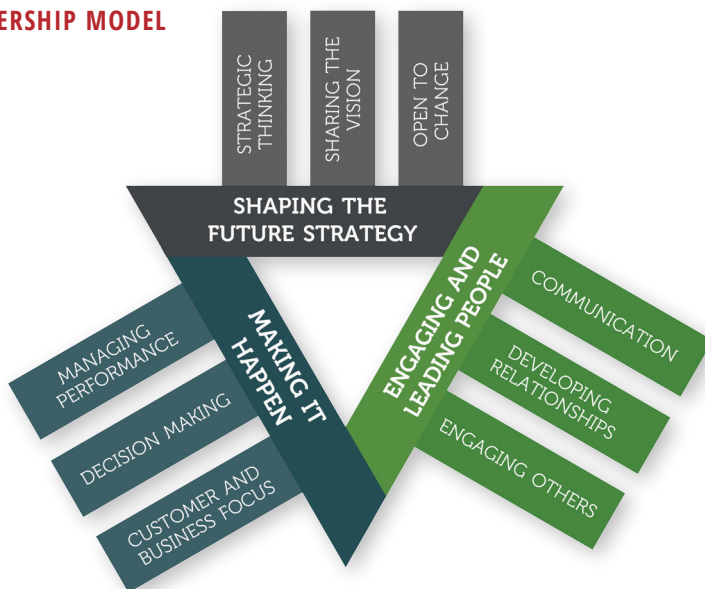 ERSHIP MODEL
STRATEGIC
THINKING
SHARING THE
VISION
OPEN TO
CHANGE
SHAPING THE
FUTURE STRATEGY
ENGAGING AND
LEADING PEOPLE
COMMUNICATION
DEVELOPING
RELATIONSHIPS
ENGAGING OTHERS
MAKING IT
HAPPEN
MANAGING
PERFORMANCE
DECISION MAKING
CUSTOMER AND
BUSINESS FOCUS